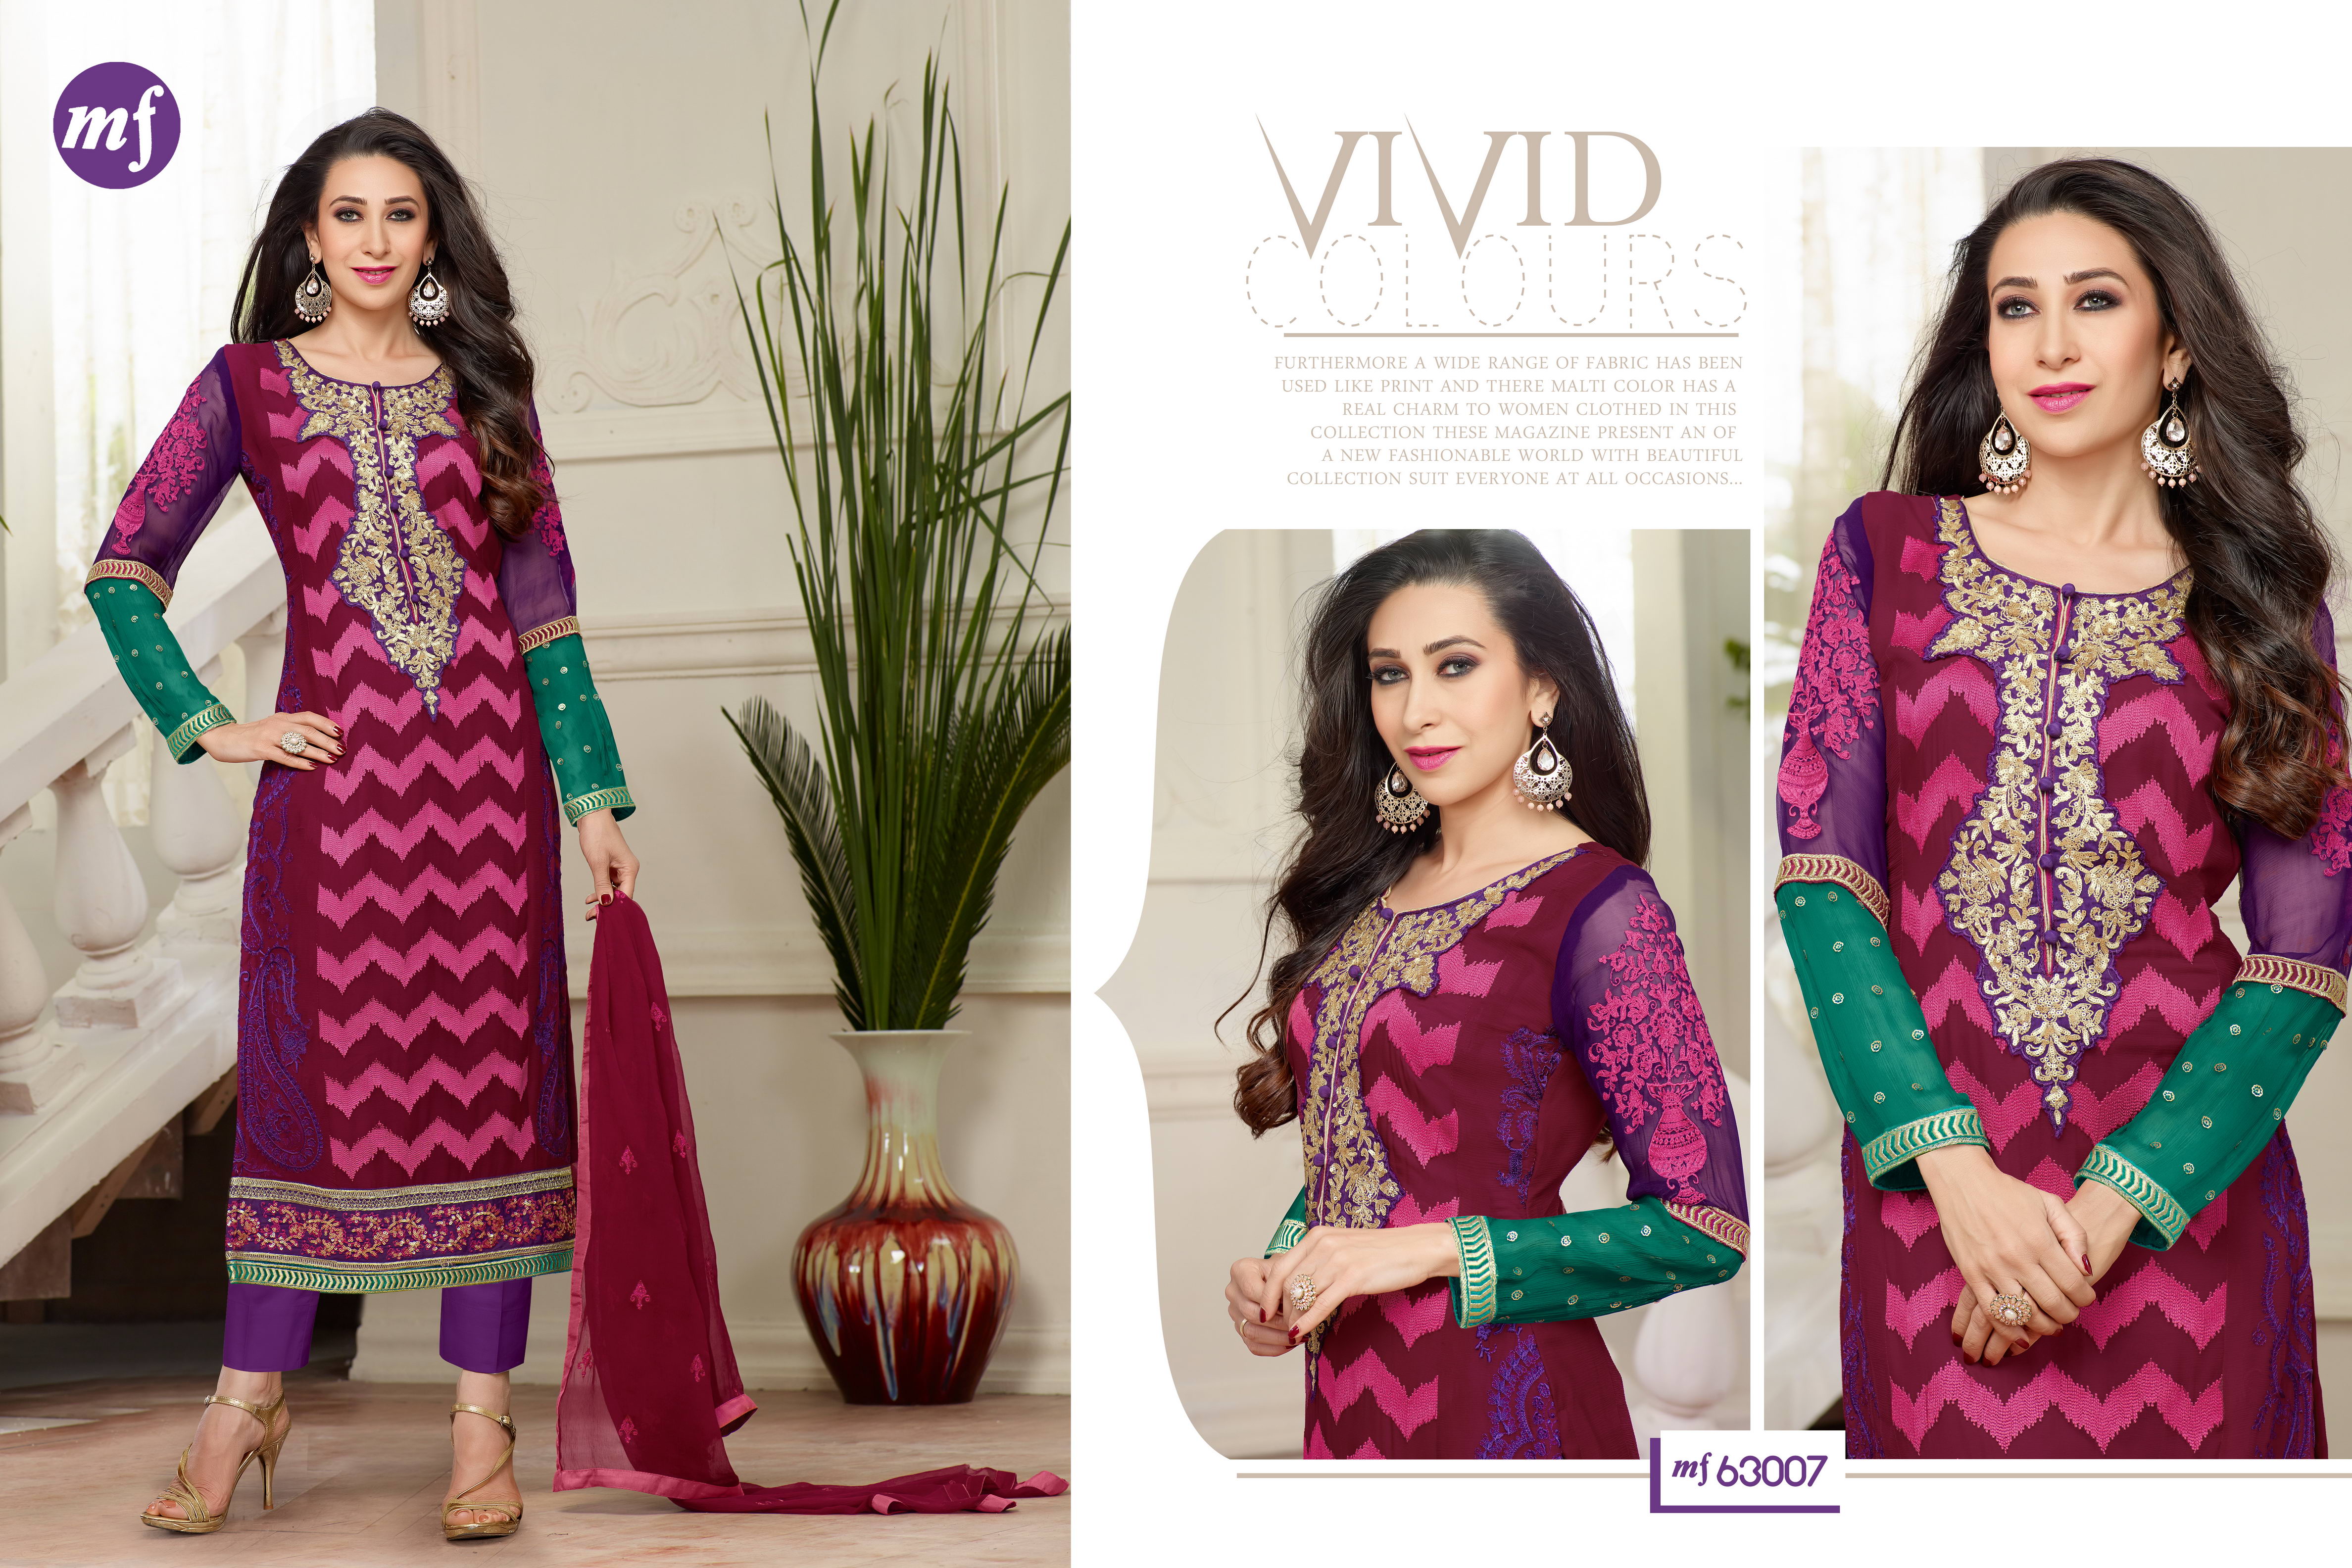 mf
VIVID
COLOURS
FURTHERMORE A WIDE RANGE OF FABRIC HAS BEEN
USED LIKE PRINT AND THERE MALTI COLOR HAS A
REAL CHARM TO WOMEN CLOTHED IN THIS
COLLECTION THESE MAGAZINE PRESENT AN OF
A NEW FASHIONABLE WORLD WITH BEAUTIFUL
COLLECTION SUIT EVERYONE AT ALL OCCASIONS...
mf 63007